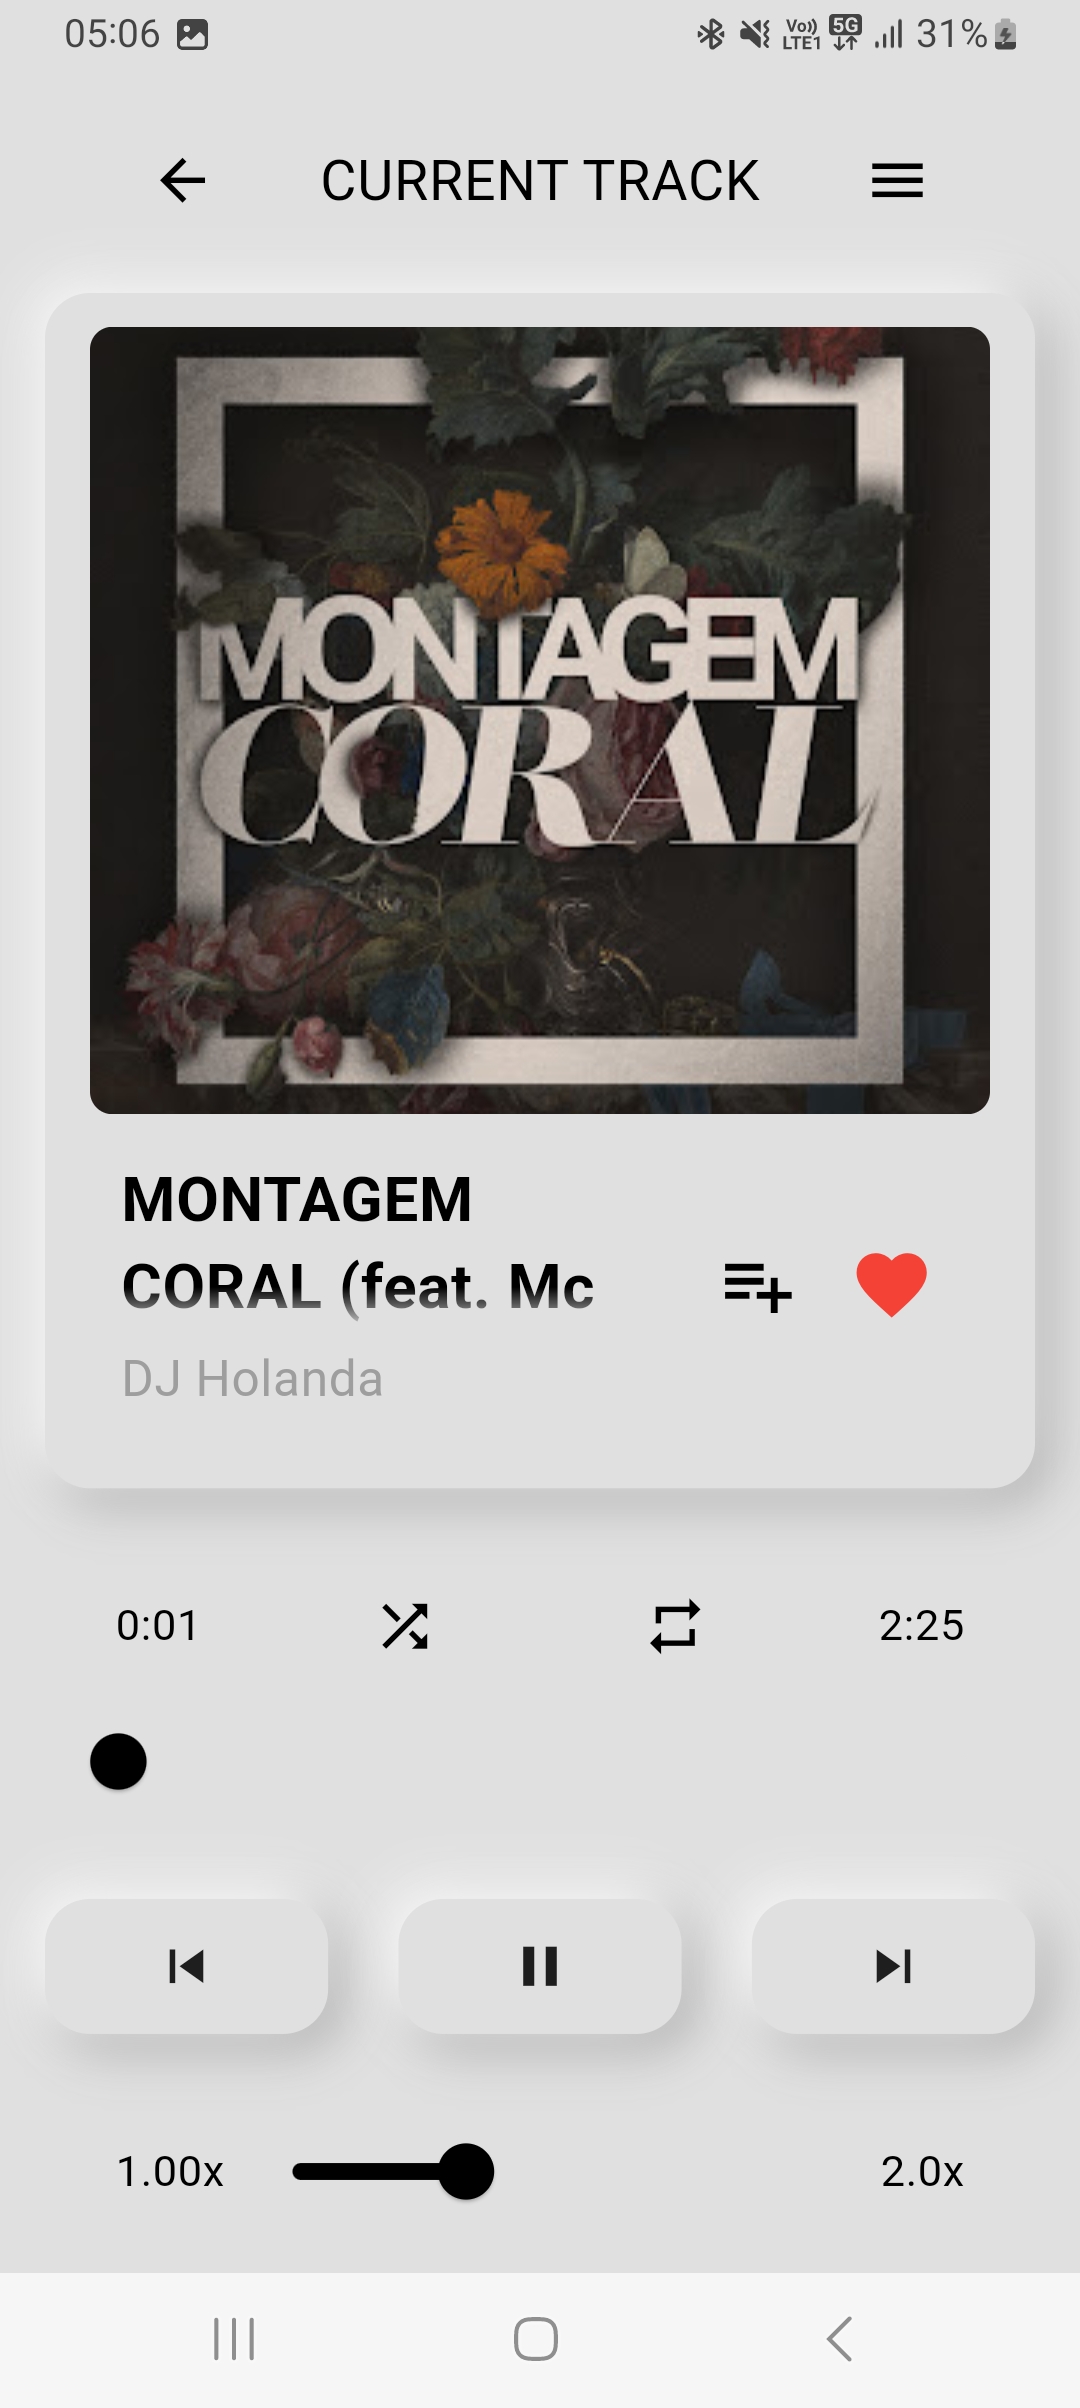 05:06
Vo)) LTE1 5G 31%
CURRENT TRACK
MONTAGEM
CORAL
MONTAGEM
CORAL (feat. Mc
DJ Holanda
0:01 2:25
1.00x 2.0x